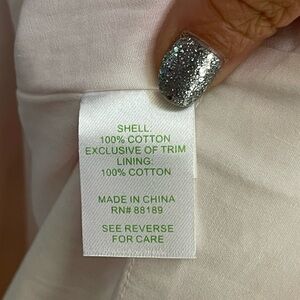 SHELL:
100% COTTON
EXCLUSIVE OF TRIM
LINING:
100% COTTON
MADE IN CHINA
RN# 88189
SEE REVERSE
FOR CARE